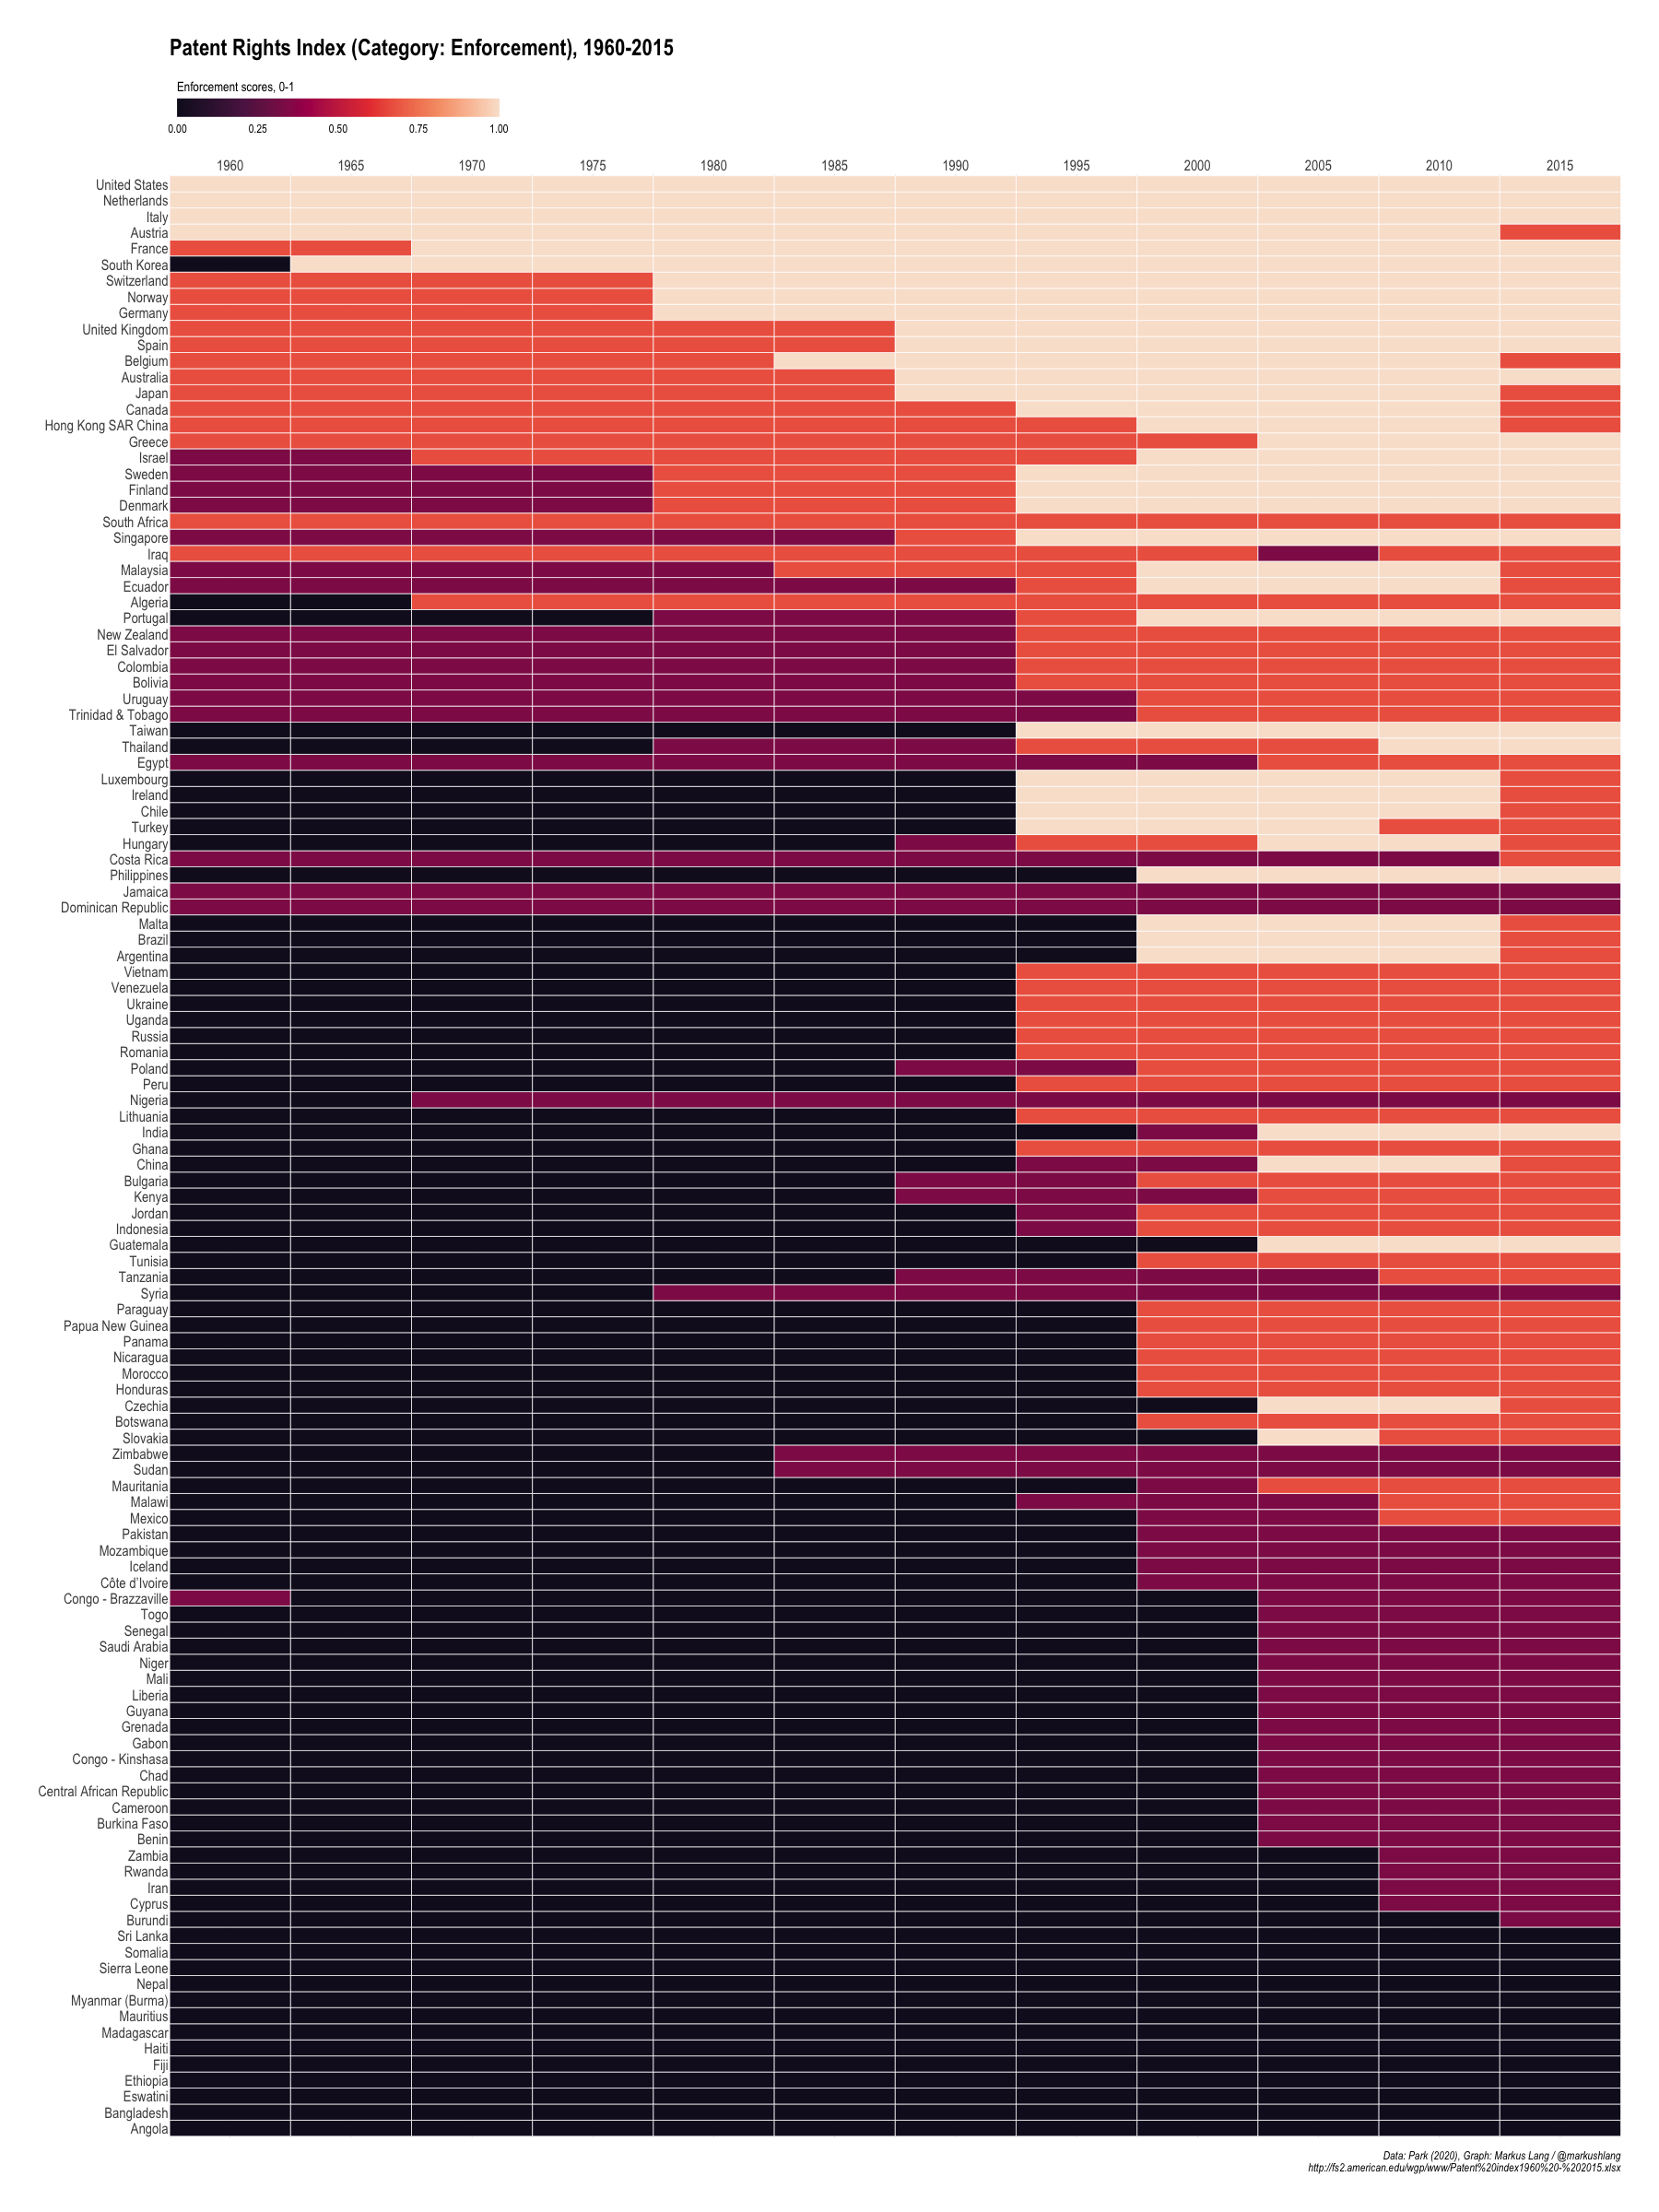 Patent Rights Index (Category: Enforcement), 1960-2015
Enforcement scores, 0-1
0.00 0.25 0.50 0.75 1.00
1960 1965 1970 1975 1980 1985 1990 1995 2000 2005 2010 2015
United States
Netherlands
Italy
Austria
France
South Korea
Switzerland
Norway
Germany
United Kingdom
Spain
Belgium
Australia
Japan
Canada
Hong Kong SAR China
Greece
Israel
Sweden
Finland
Denmark
South Africa
Singapore
Iraq
Malaysia
Ecuador
Algeria
Portugal
New Zealand
El Salvador
Colombia
Bolivia
Uruguay
Trinidad & Tobago
Taiwan
Thailand
Egypt
Luxembourg
Ireland
Chile
Turkey
Hungary
Costa Rica
Philippines
Jamaica
Dominican Republic
Malta
Brazil
Argentina
Vietnam
Venezuela
Ukraine
Uganda
Russia
Romania
Poland
Peru
Nigeria
Lithuania
India
Ghana
China
Bulgaria
Kenya
Jordan
Indonesia
Guatemala
Tunisia
Tanzania
Syria
Paraguay
Papua New Guinea
Panama
Nicaragua
Morocco
Honduras
Czechia
Botswana
Slovakia
Zimbabwe
Sudan
Mauritania
Malawi
Mexico
Pakistan
Mozambique
Iceland
Côte d’Ivoire
Congo - Brazzaville
Togo
Senegal
Saudi Arabia
Niger
Mali
Liberia
Guyana
Grenada
Gabon
Congo - Kinshasa
Chad
Central African Republic
Cameroon
Burkina Faso
Benin
Zambia
Rwanda
Iran
Cyprus
Burundi
Sri Lanka
Somalia
Sierra Leone
Nepal
Myanmar (Burma)
Mauritius
Madagascar
Haiti
Fiji
Ethiopia
Eswatini
Bangladesh
Angola
Data: Park (2020), Graph: Markus Lang / @markushlang
http://fs2.american.edu/wgp/www/Patent%20index1960%20-%202015.xlsx